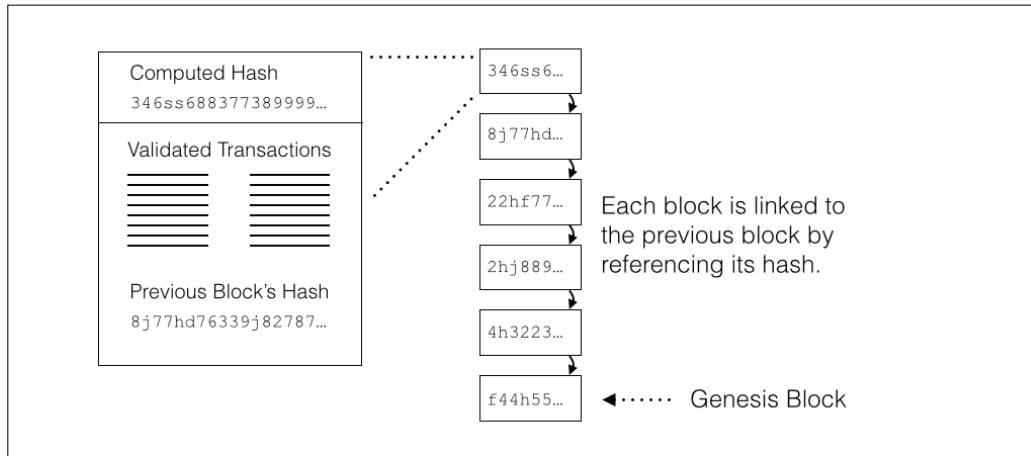 Computed Hash
346ss688377389999…
Validated Transactions
Previous Block's Hash
8j77hd76339j82787…
346ss6…
8j77hd…
22hf77…
2hj889…
4h3223…
f44h55…
Each block is linked to
the previous block by
referencing its hash.
Genesis Block